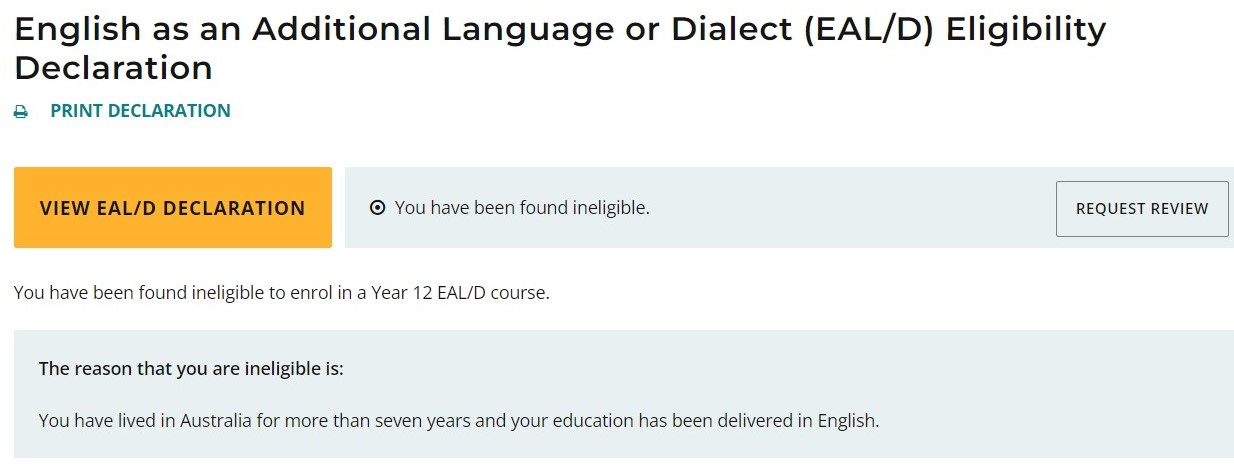 English as an Additional Language or Dialect (EAL/D) Eligibility
Declaration
PRINT DECLARATION
VIEW EAL/D DECLARATION
You have been found ineligible.
REQUEST REVIEW
You have been found ineligible to enrol in a Year 12 EAL/D course.
The reason that you are ineligible is:
You have lived in Australia for more than seven years and your education has been delivered in English.